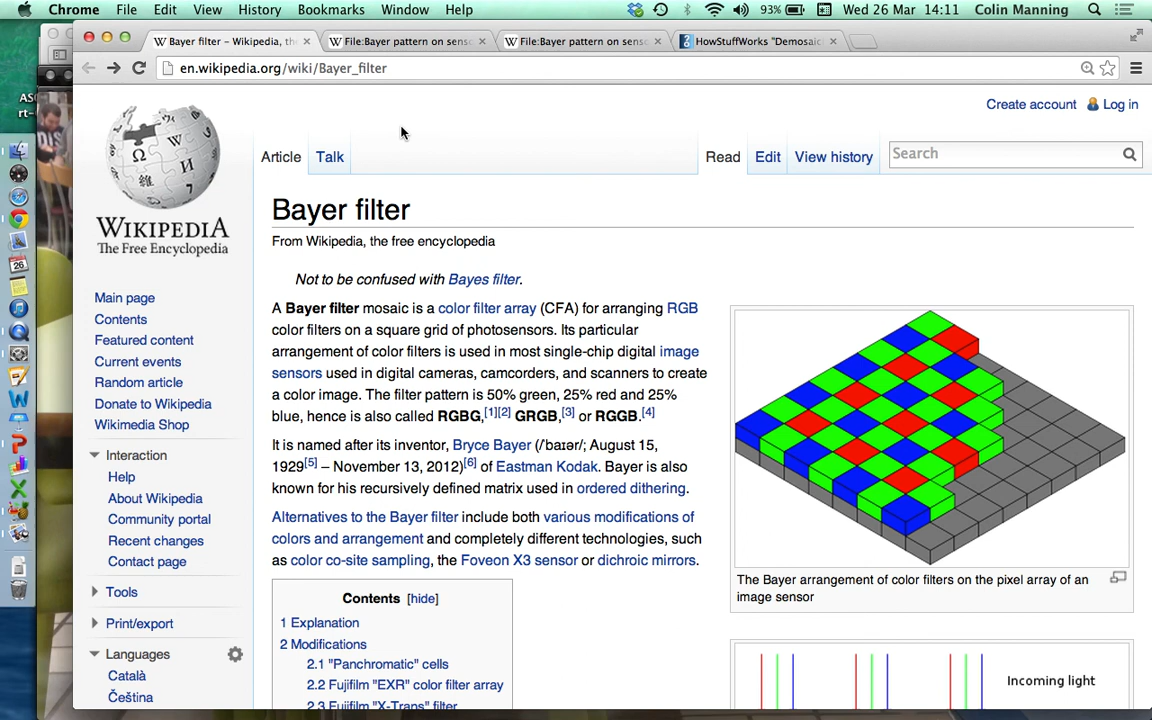 Chrome File Edit View History Bookmarks Window Help 93% Wed 26 Mar 14:11 Colin Manning
Bayer filter – Wikipedia, the
File:Bayer pattern on sens
File:Bayer pattern on sens
HowStuffWorks "Demosaic
en.wikipedia.org/wiki/Bayer_filter
Create account Log in
Article Talk Read Edit View history Search
WIKIPEDIA
The Free Encyclopedia
Main page
Contents
Featured content
Current events
Random article
Donate to Wikipedia
Wikimedia Shop
Interaction
Help
About Wikipedia
Community portal
Recent changes
Contact page
Tools
Print/export
Languages
Català
Čeština
Bayer filter
From Wikipedia, the free encyclopedia
Not to be confused with Bayes filter.
A Bayer filter mosaic is a color filter array (CFA) for arranging RGB
color filters on a square grid of photosensors. Its particular
arrangement of color filters is used in most single-chip digital image
sensors used in digital cameras, camcorders, and scanners to create
a color image. The filter pattern is 50% green, 25% red and 25%
blue, hence is also called RGBG,[1][2] GRGB,[3] or RGGB.[4]
It is named after its inventor, Bryce Bayer (/ˈbaɪər/; August 15,
1929[5] – November 13, 2012)[6] of Eastman Kodak. Bayer is also
known for his recursively defined matrix used in ordered dithering.
Alternatives to the Bayer filter include both various modifications of
colors and arrangement and completely different technologies, such
as color co-site sampling, the Foveon X3 sensor or dichroic mirrors.
Contents [hide]
1 Explanation
2 Modifications
2.1 "Panchromatic" cells
2.2 Fujifilm "EXR" color filter array
2.3 Fujifilm "X-Trans" filter
The Bayer arrangement of color filters on the pixel array of an
image sensor
Incoming light